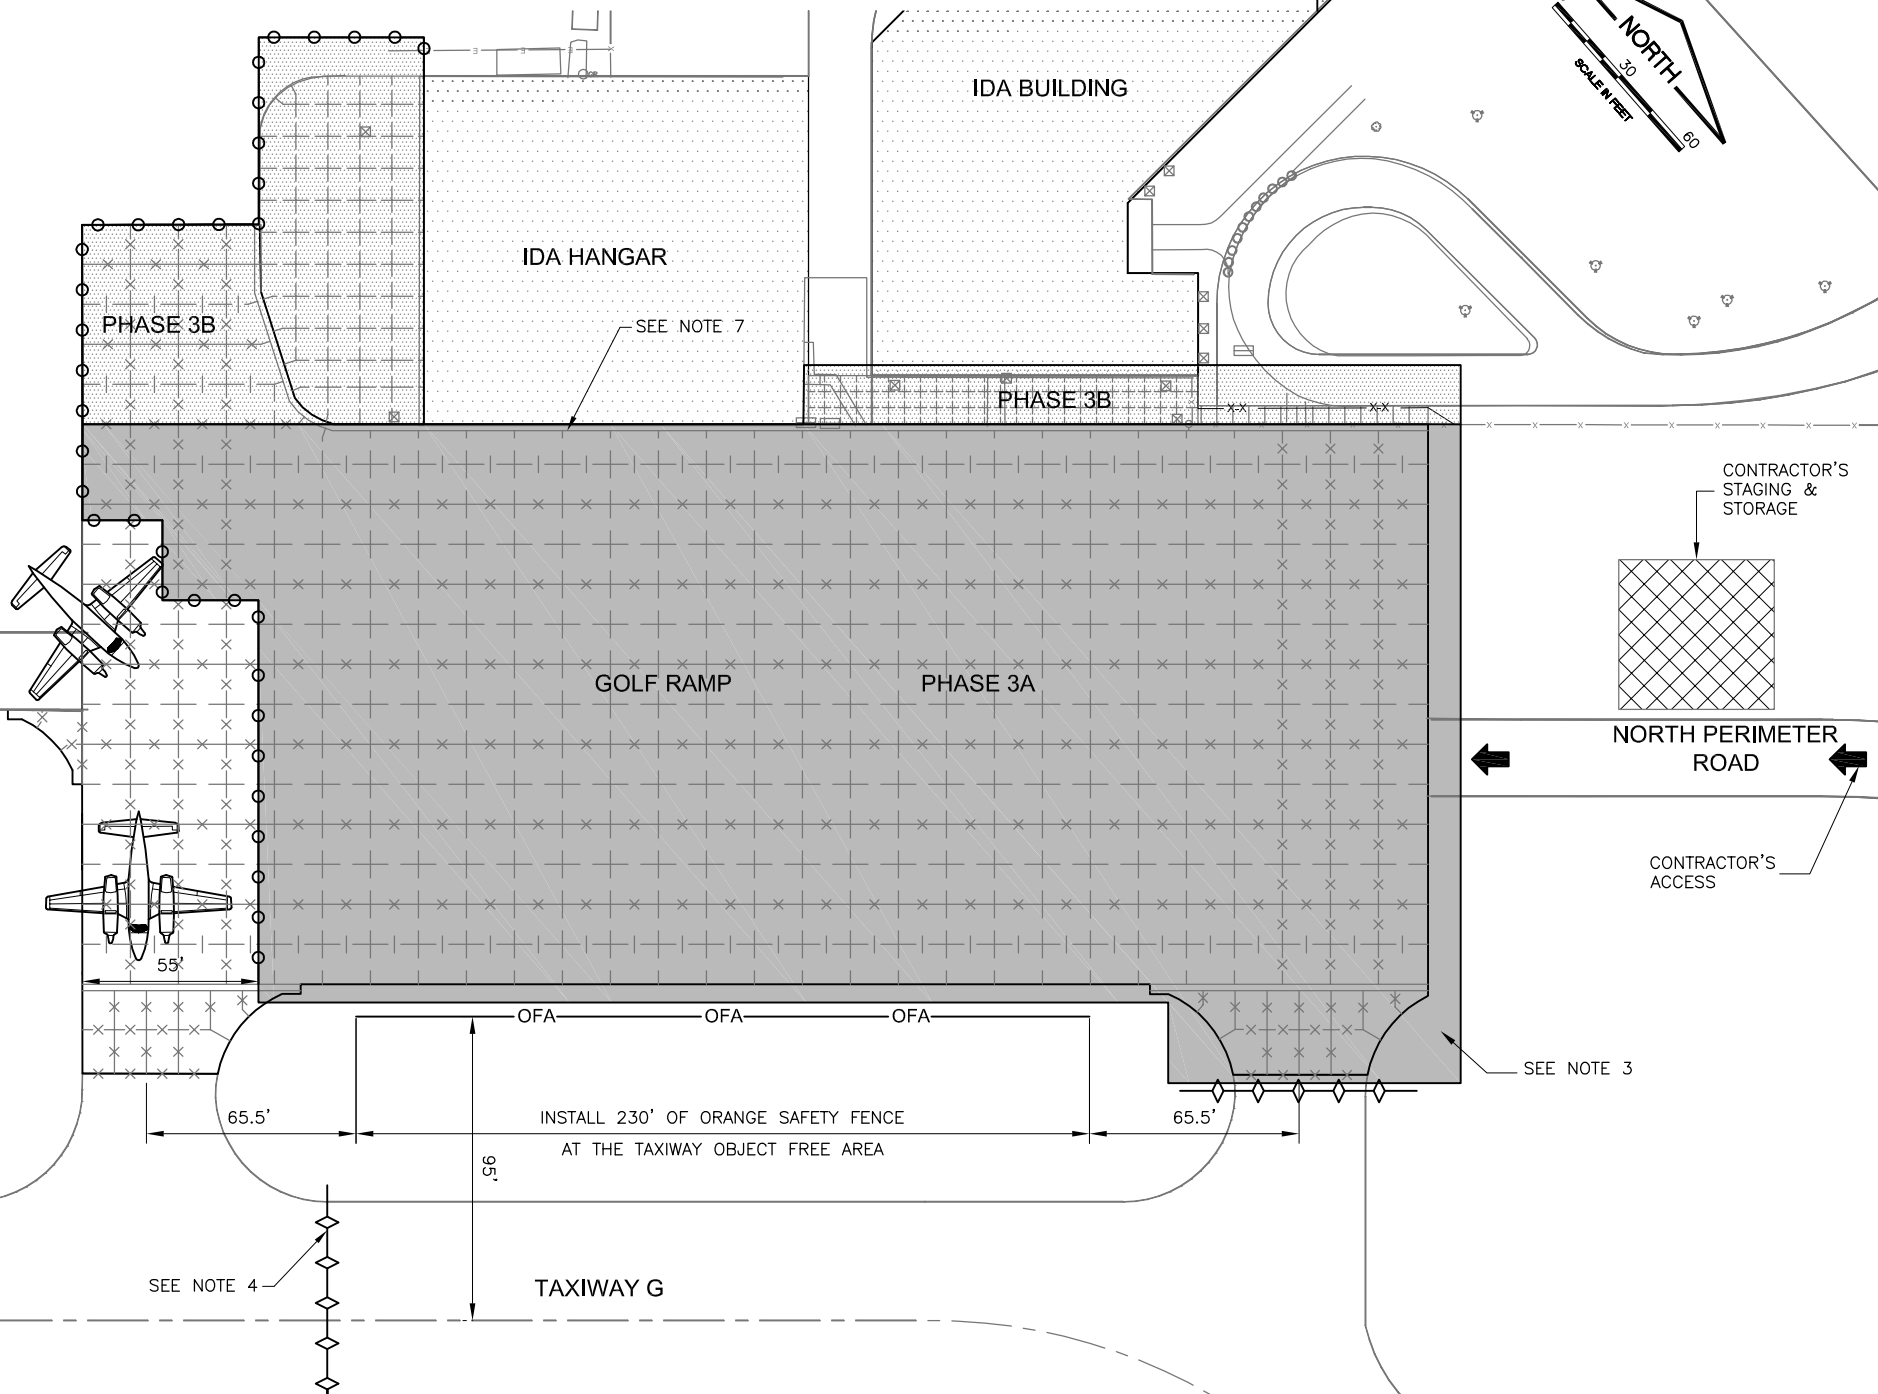 NORTH
30
SCALE IN FEET
60
IDA BUILDING
IDA HANGAR
PHASE 3B
SEE NOTE 7
PHASE 3B
X-X
X-X
CONTRACTOR'S
STAGING &
STORAGE
GOLF RAMP
PHASE 3A
NORTH PERIMETER
ROAD
CONTRACTOR'S
ACCESS
55'
OFA
OFA
OFA
SEE NOTE 3
65.5'
INSTALL 230' OF ORANGE SAFETY FENCE
AT THE TAXIWAY OBJECT FREE AREA
65.5'
95'
SEE NOTE 4
TAXIWAY G